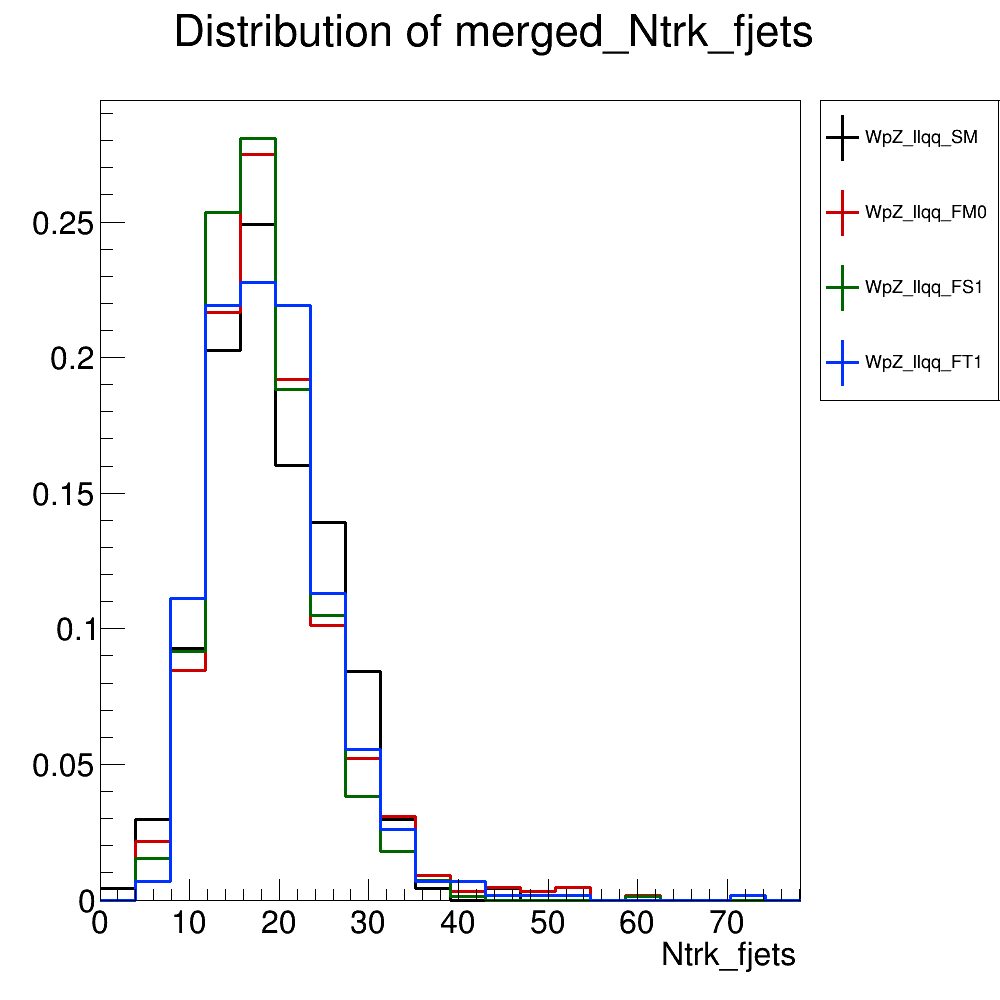 Distribution of merged_Ntrk_fjets
WpZ_llqq_SM
WpZ_llqq_FM0
WpZ_llqq_FS1
WpZ_llqq_FT1
0.25
0.2
0.15
0.1
0.05
0
0 10 20 30 40 50 60 70
Ntrk_fjets